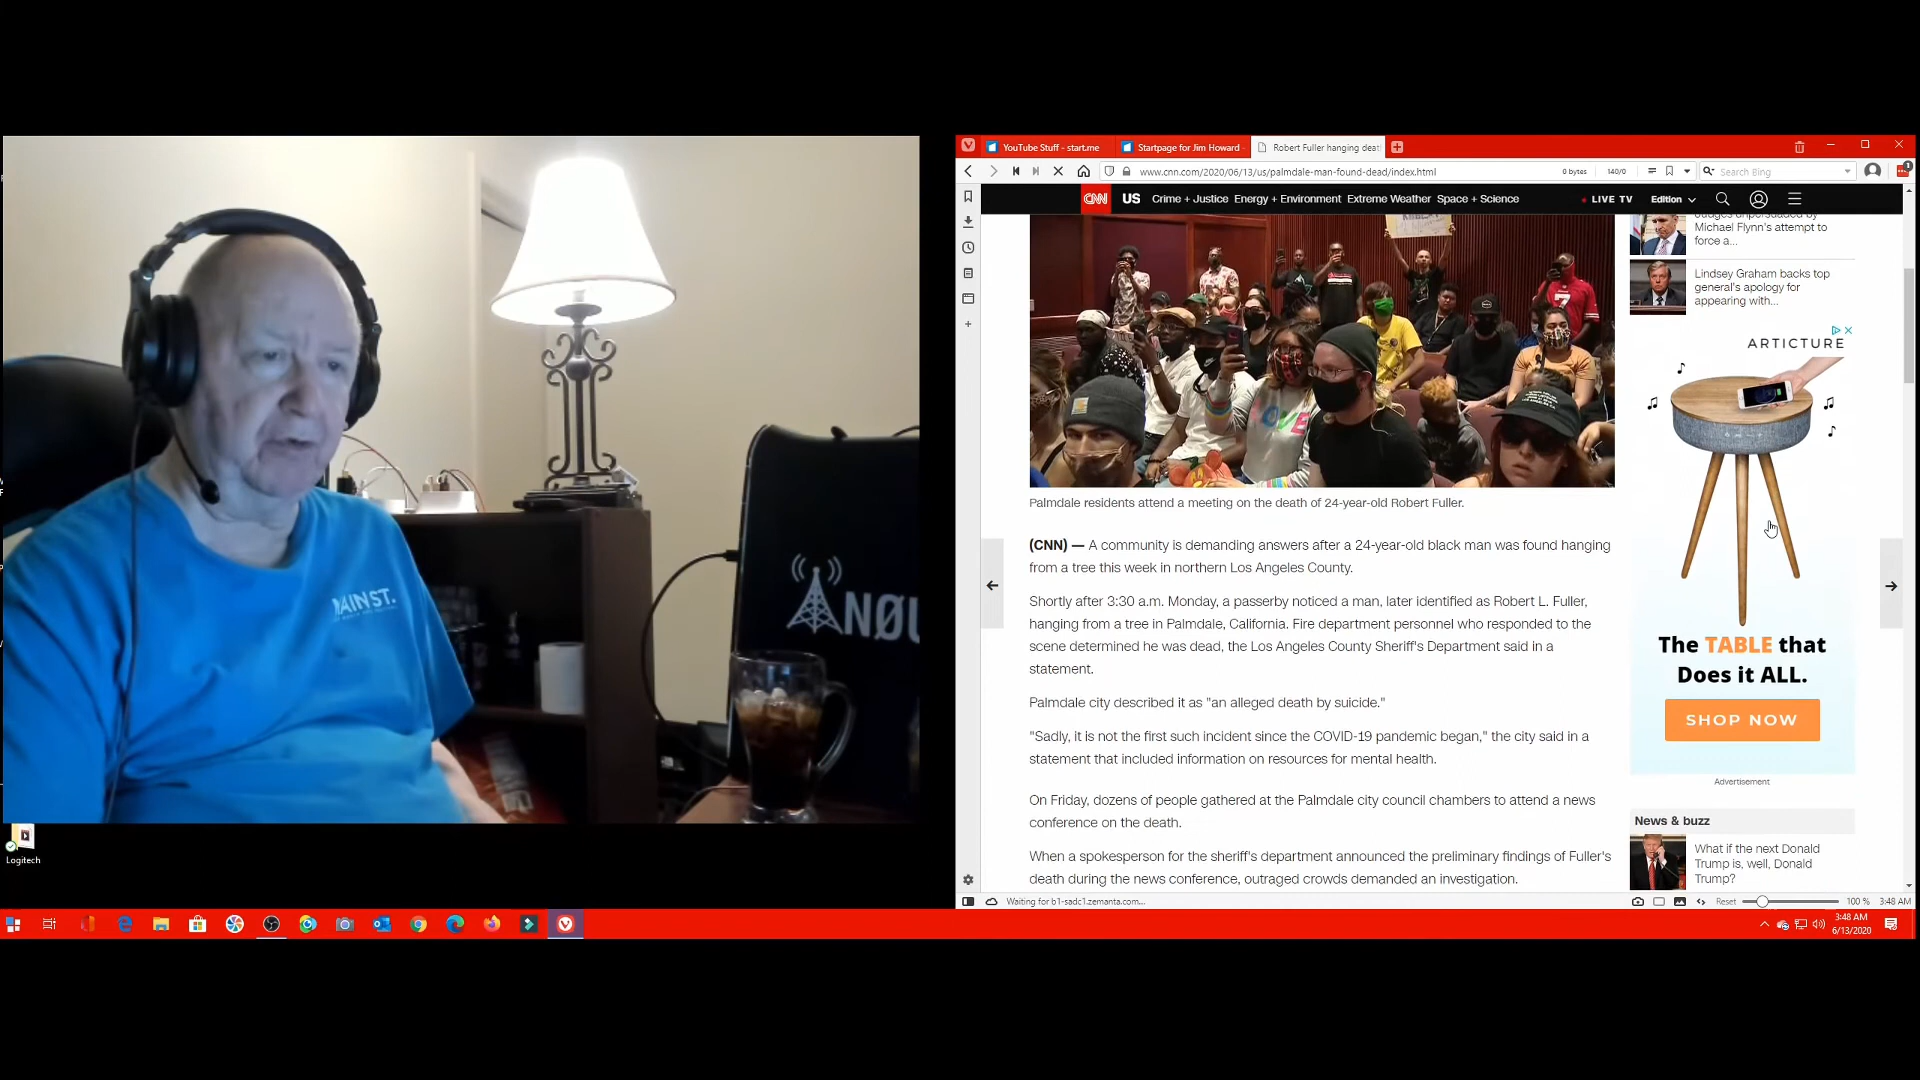 AIN ST.
NØ
Logitech
YouTube Stuff - start.me
Startpage for Jim Howard -
Robert Fuller hanging deat
www.cnn.com/2020/06/13/us/palmdale-man-found-dead/index.html
0 bytes
140/0
Search Bing
1
CNN US Crime + Justice Energy + Environment Extreme Weather Space + Science
LIVE TV Edition
Palmdale residents attend a meeting on the death of 24-year-old Robert Fuller.
(CNN) — A community is demanding answers after a 24-year-old black man was found hanging
from a tree this week in northern Los Angeles County.
Shortly after 3:30 a.m. Monday, a passerby noticed a man, later identified as Robert L. Fuller,
hanging from a tree in Palmdale, California. Fire department personnel who responded to the
scene determined he was dead, the Los Angeles County Sheriff's Department said in a
statement.
Palmdale city described it as "an alleged death by suicide."
"Sadly, it is not the first such incident since the COVID-19 pandemic began," the city said in a
statement that included information on resources for mental health.
On Friday, dozens of people gathered at the Palmdale city council chambers to attend a news
conference on the death.
When a spokesperson for the sheriff's department announced the preliminary findings of Fuller's
death during the news conference, outraged crowds demanded an investigation.
Judges unpersuaded by
Michael Flynn's attempt to
force a...
Lindsey Graham backs top
general's apology for
appearing with...
ARTICTURE
The TABLE that
Does it ALL.
SHOP NOW
Advertisement
News & buzz
What if the next Donald
Trump is, well, Donald
Trump?
Waiting for b1-sadc1.zemanta.com...
Reset
100 %
3:48 AM
3:48 AM
6/13/2020